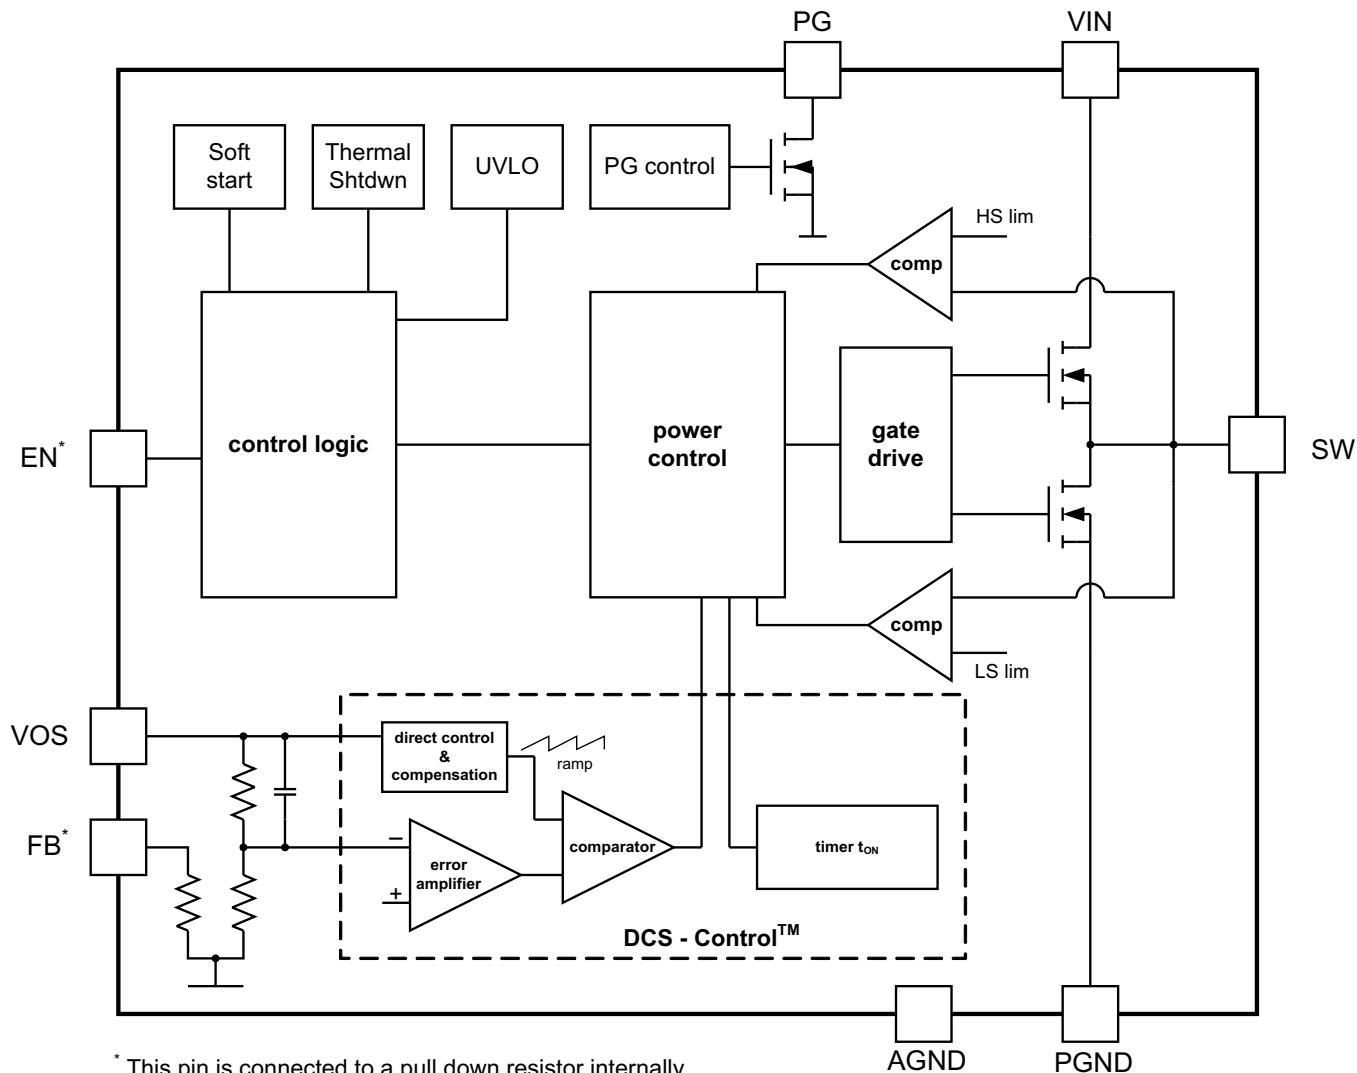 PG
VIN
Soft
start
Thermal
Shtdwn
UVLO
PG control
HS lim
comp
control logic
power
control
gate
drive
EN*
SW
comp
LS lim
VOS
direct control
&
compensation
ramp
FB*
−
error
amplifier
+
comparator
timer tON
DCS - Control™
AGND
PGND
* This pin is connected to a pull down resistor internally